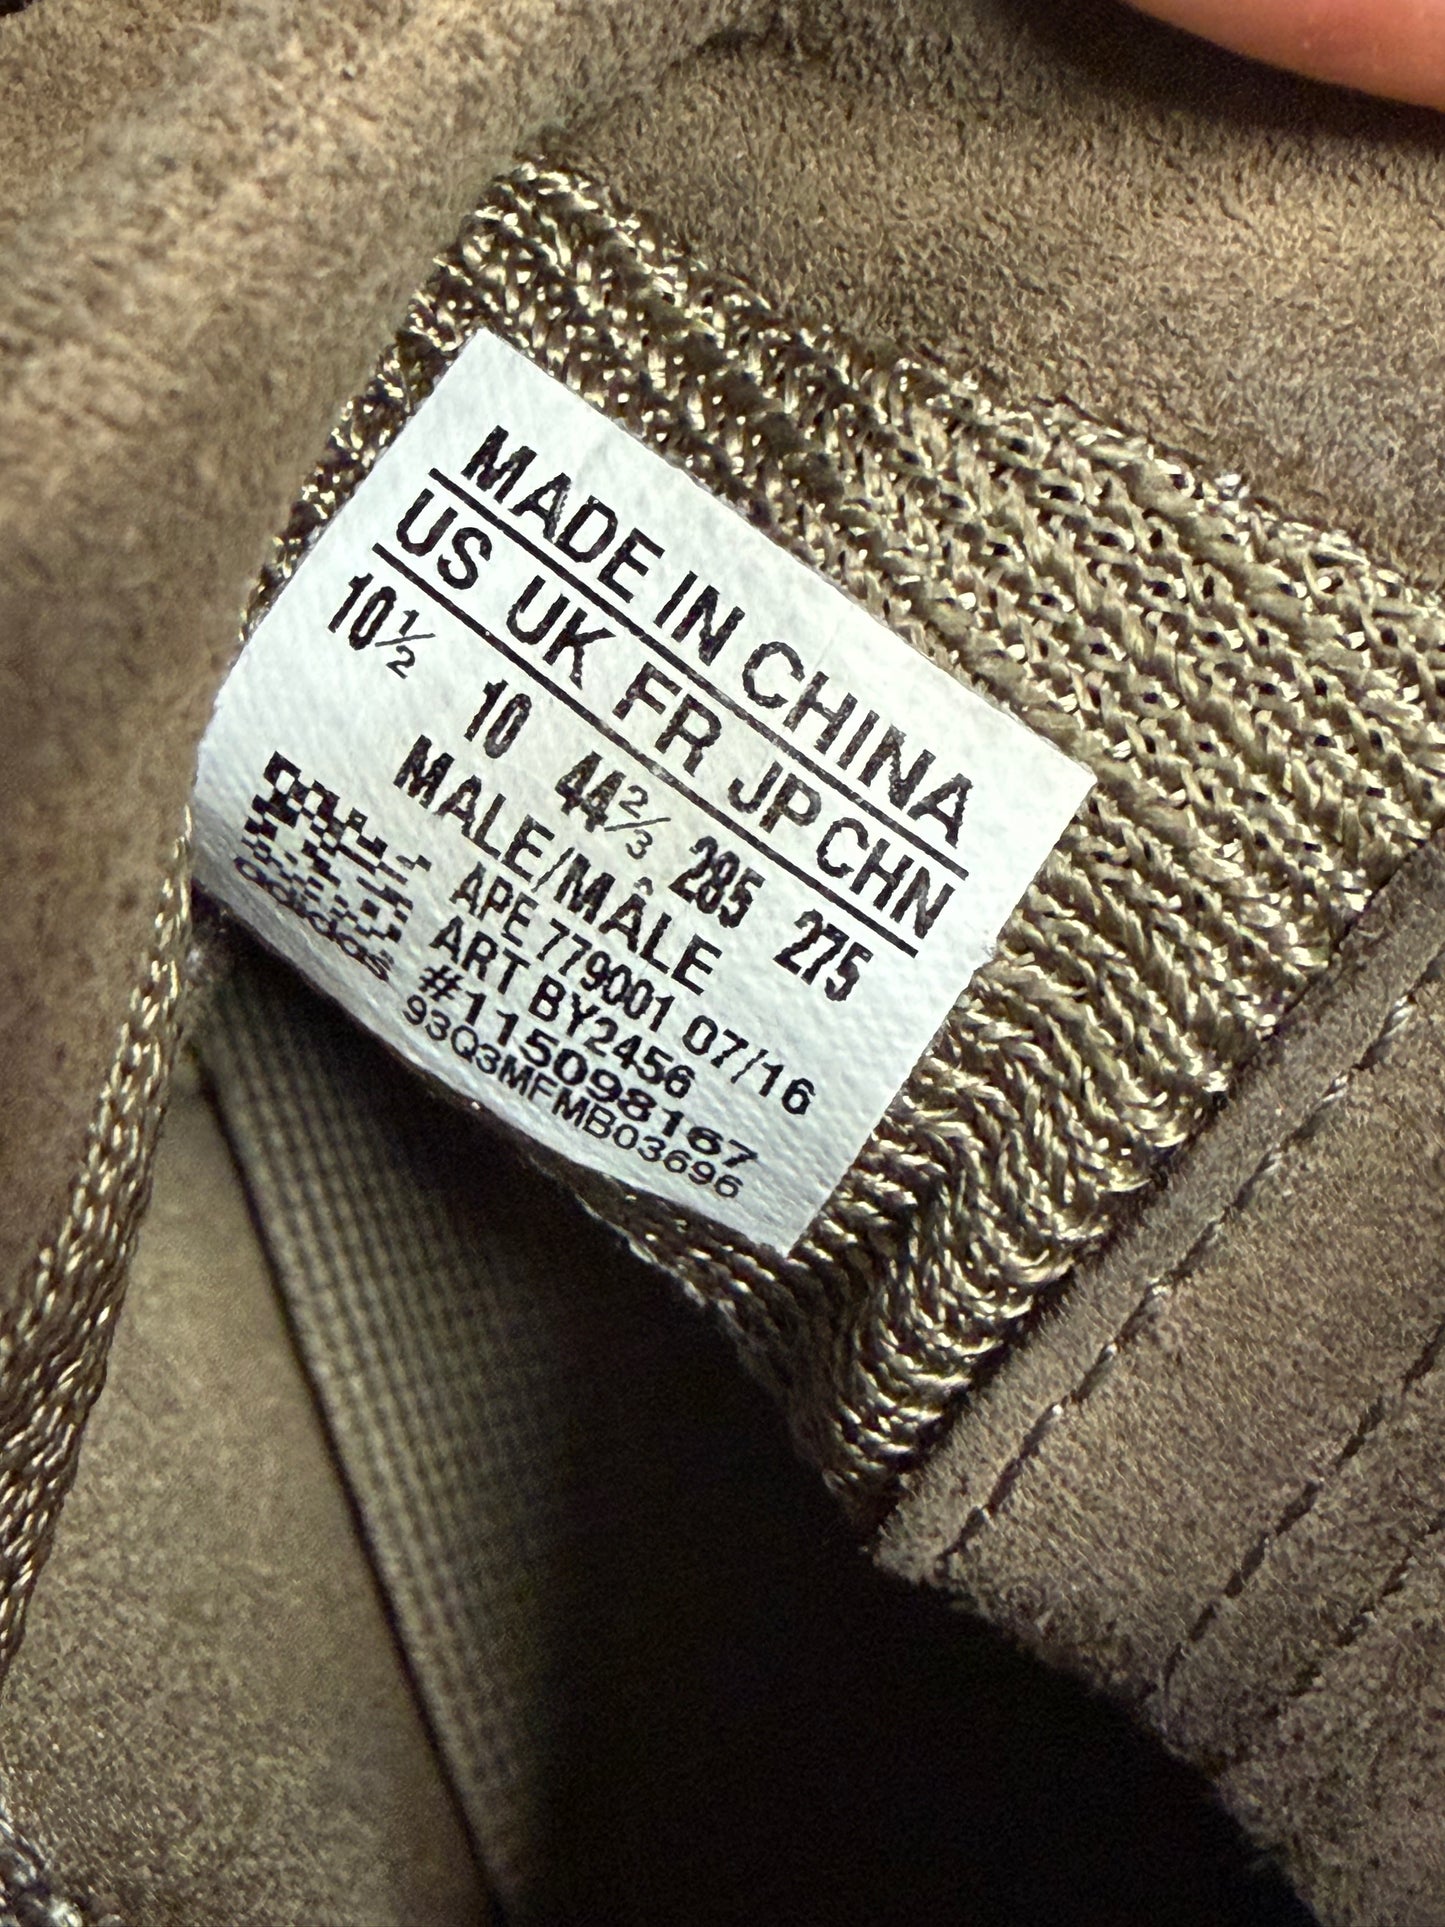 MADE IN CHINA
US UK FR JP CHN
10½ 10 44⅔ 285 275
MALE/MÂLE
APE 779001 07/16
ART BY2456
#115098167
93Q3MFMB03696
adidas